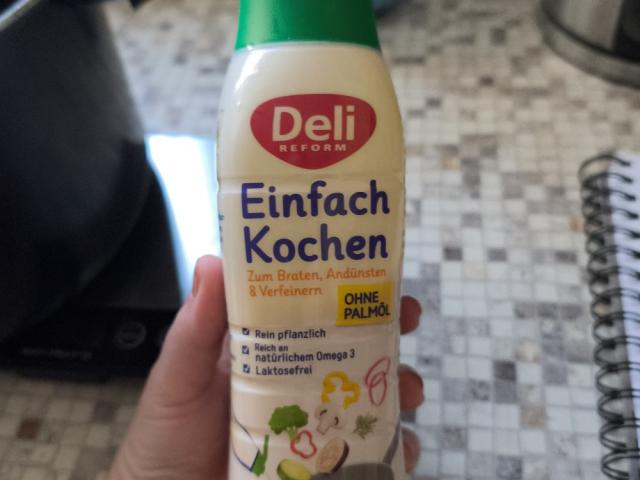 Deli
REFORM
Einfach
Kochen
Zum Braten, Andünsten
& Verfeinern
OHNE
PALMÖL
Rein pflanzlich
Reich an
natürlichem Omega 3
Laktosefrei